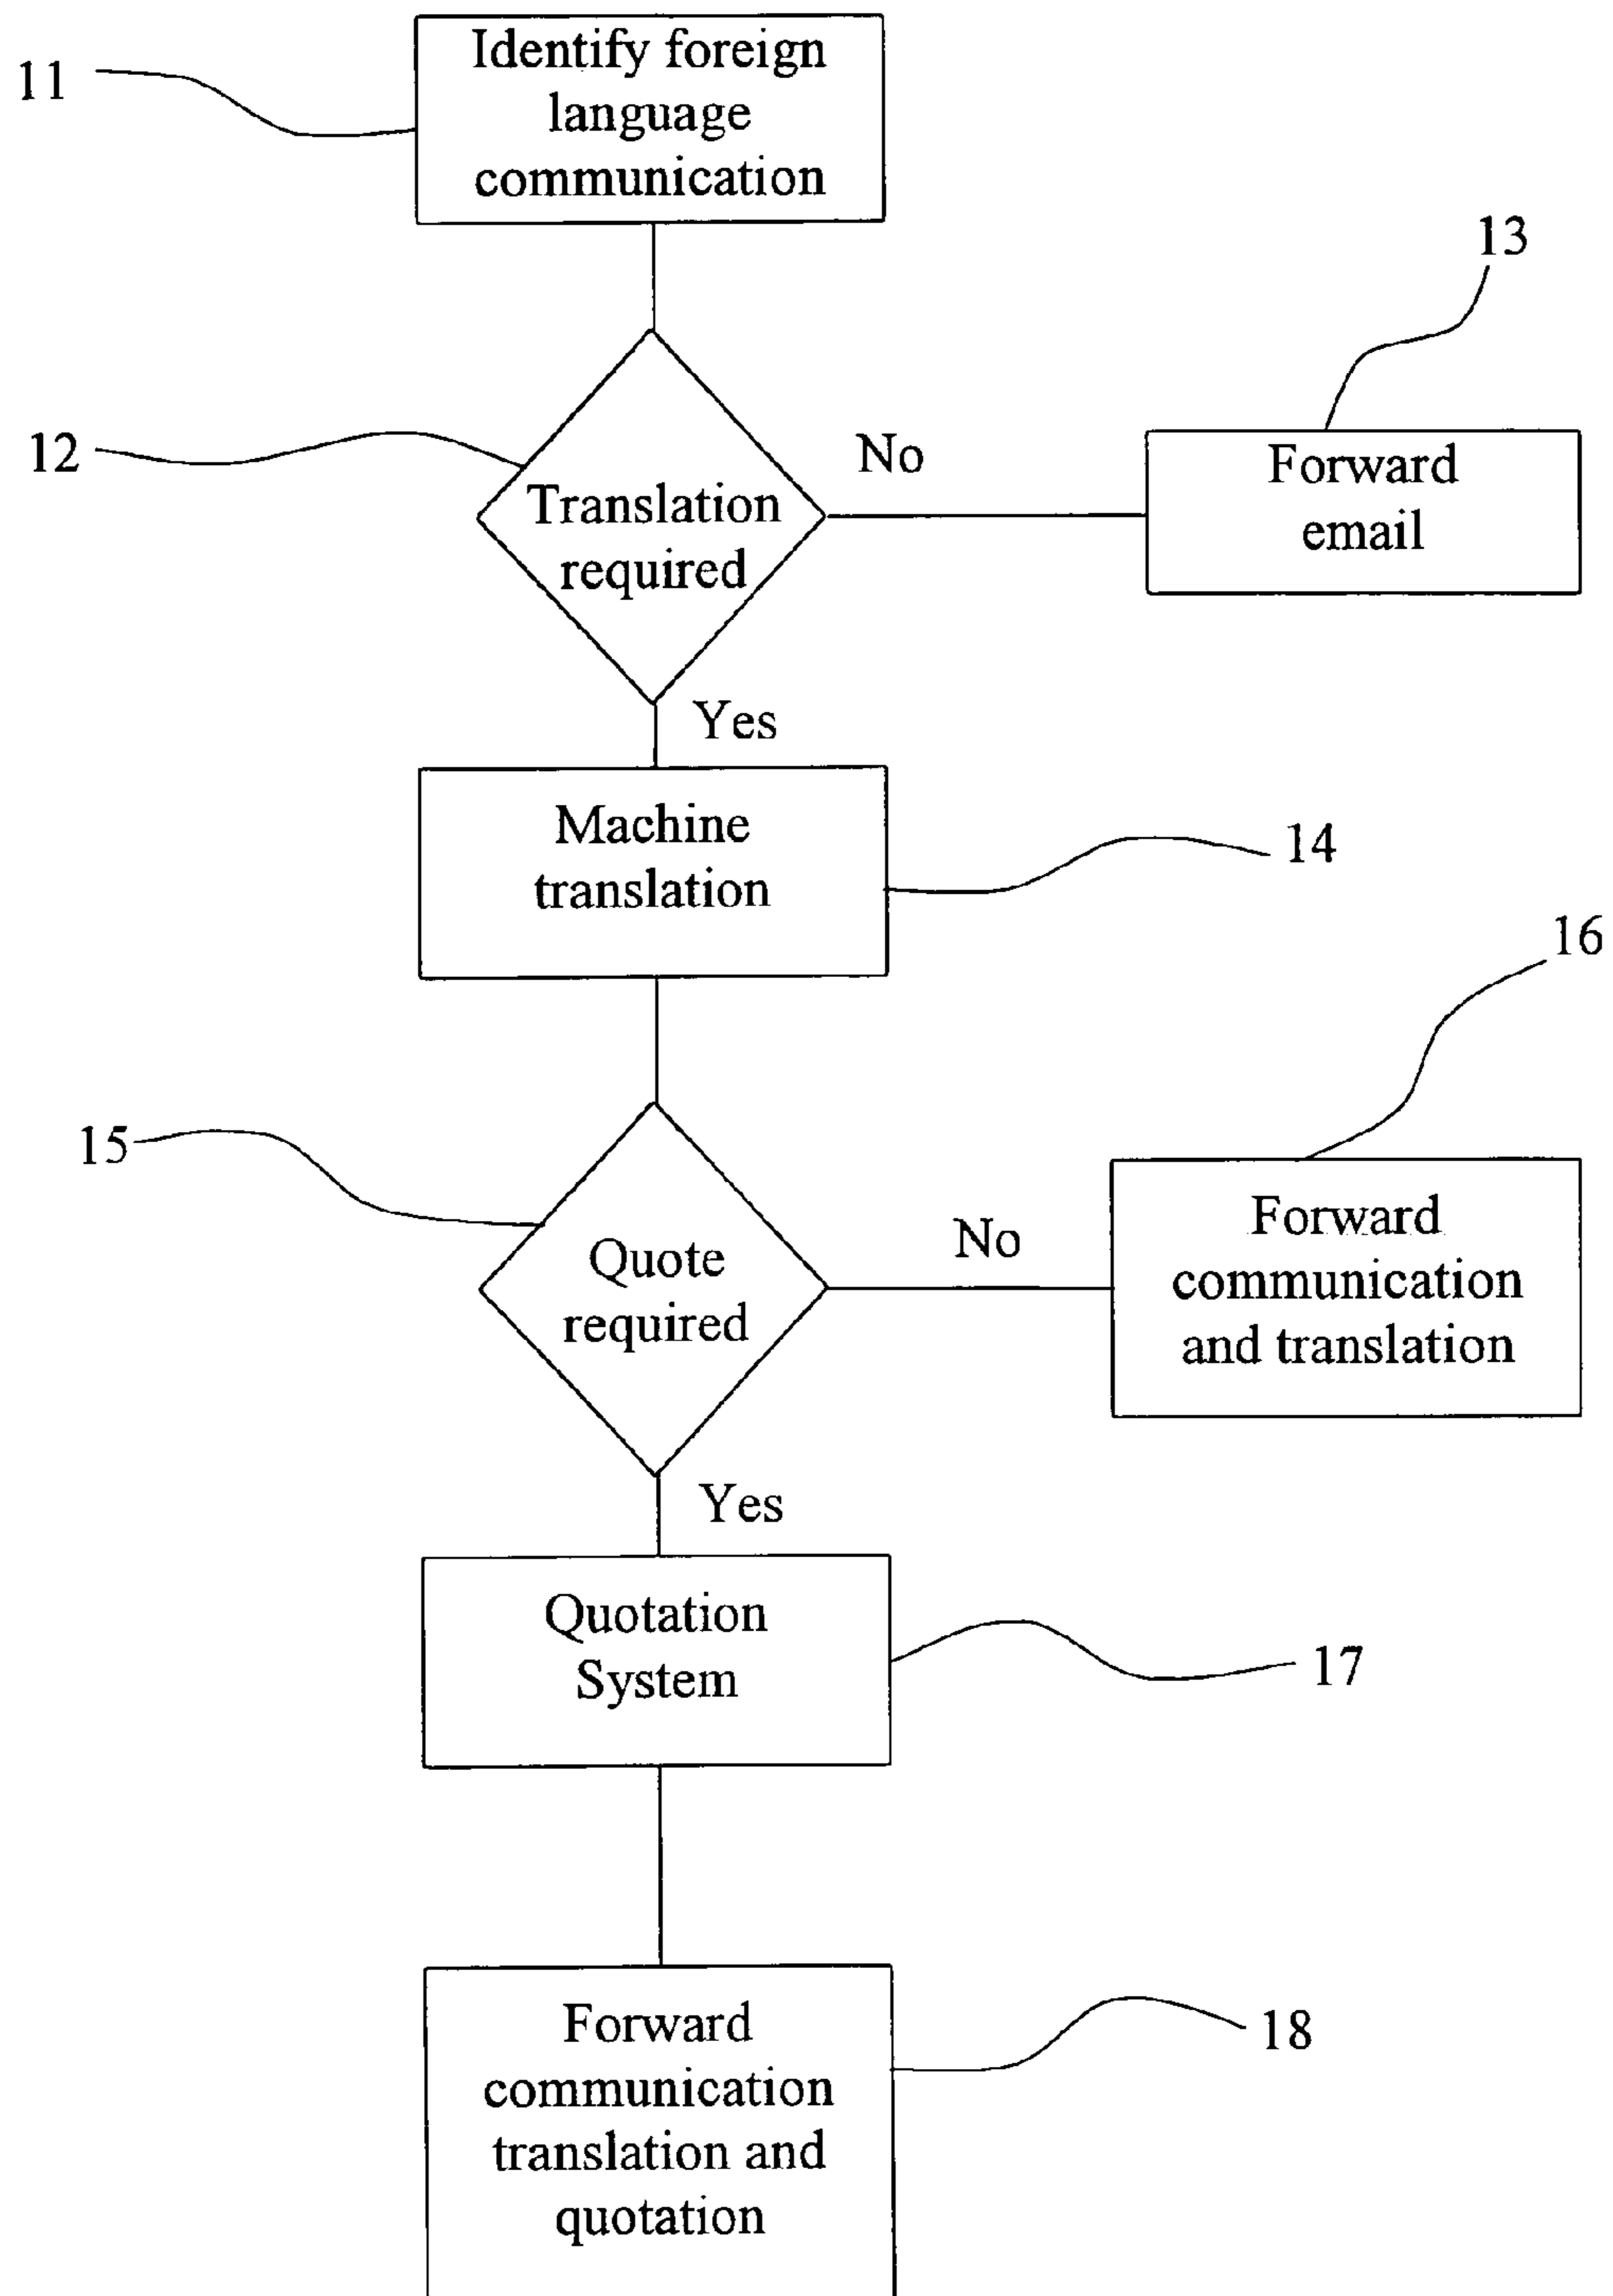 11
Identify foreign
language
communication
13
12
No
Forward
email
Translation
required
Yes
Machine
translation
14
16
15
No
Forward
communication
and translation
Quote
required
Yes
Quotation
System
17
Forward
communication
translation and
quotation
18